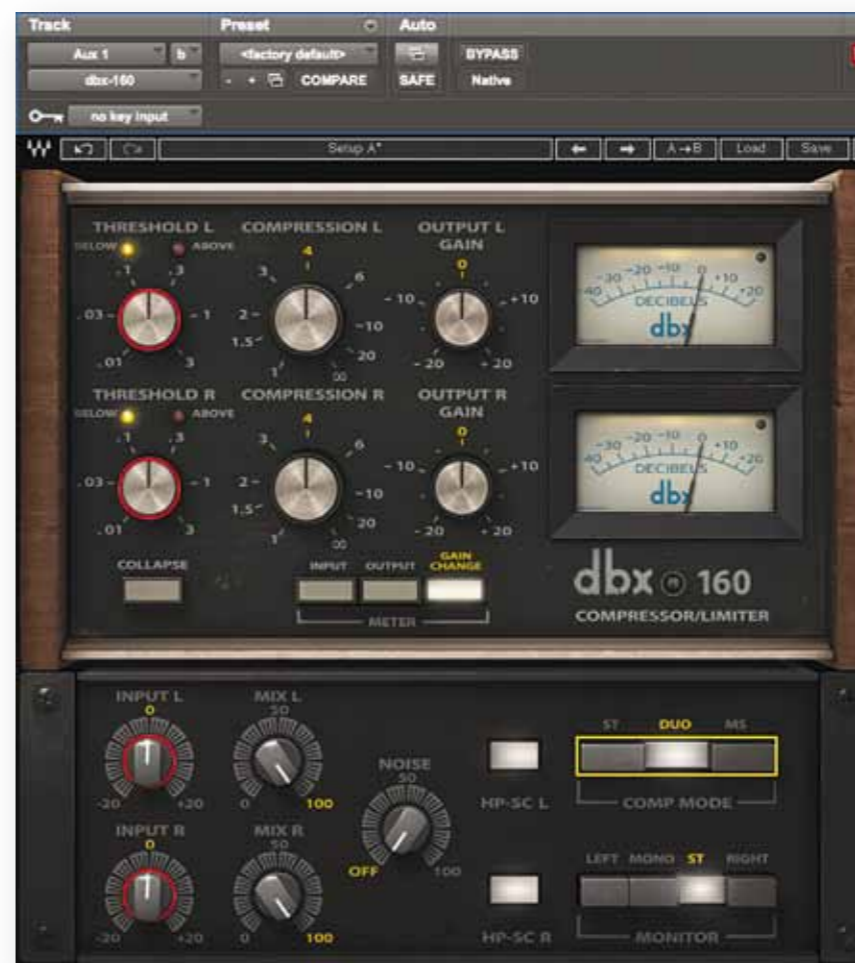 Track Preset Auto
Aux 1 b <factory default> BYPASS
dbx-160 - + COMPARE SAFE Native
no key input
Setup A* A→B Load Save
THRESHOLD L COMPRESSION L OUTPUT L GAIN
BELOW ABOVE
.01 .03 .1 .3 1 3
1 1.5 2 3 4 6 10 20 ∞
-20 -10 0 +10 +20
40 -30 -20 -10 0 +10 +20
DECIBELS
dbx
THRESHOLD R COMPRESSION R OUTPUT R GAIN
BELOW ABOVE
.01 .03 .1 .3 1 3
1 1.5 2 3 4 6 10 20 ∞
-20 -10 0 +10 +20
40 -30 -20 -10 0 +10 +20
DECIBELS
dbx
COLLAPSE INPUT OUTPUT GAIN CHANGE
METER
dbx 160
COMPRESSOR/LIMITER
INPUT L MIX L
-20 0 +20
0 50 100
NOISE
OFF 50 100
HP-SC L
ST DUO MS
COMP MODE
INPUT R MIX R
-20 0 +20
0 50 100
HP-SC R
LEFT MONO ST RIGHT
MONITOR